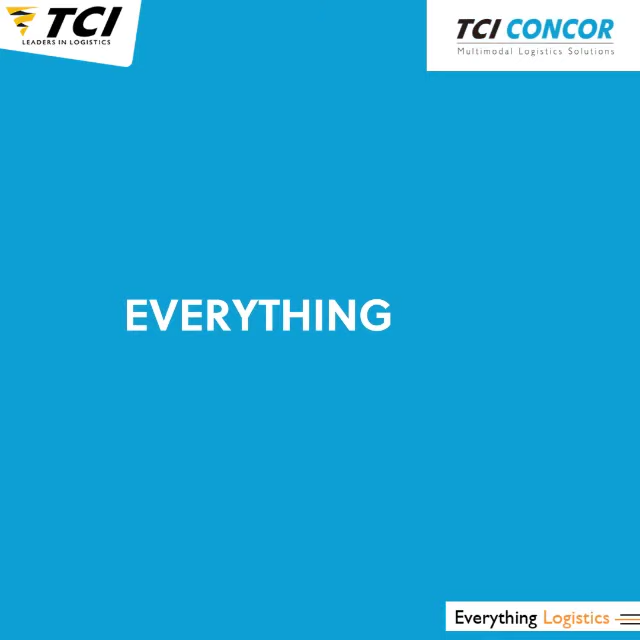 TCI
LEADERS IN LOGISTICS
TCI CONCOR
Multimodal Logistics Solutions
EVERYTHING
Everything Logistics